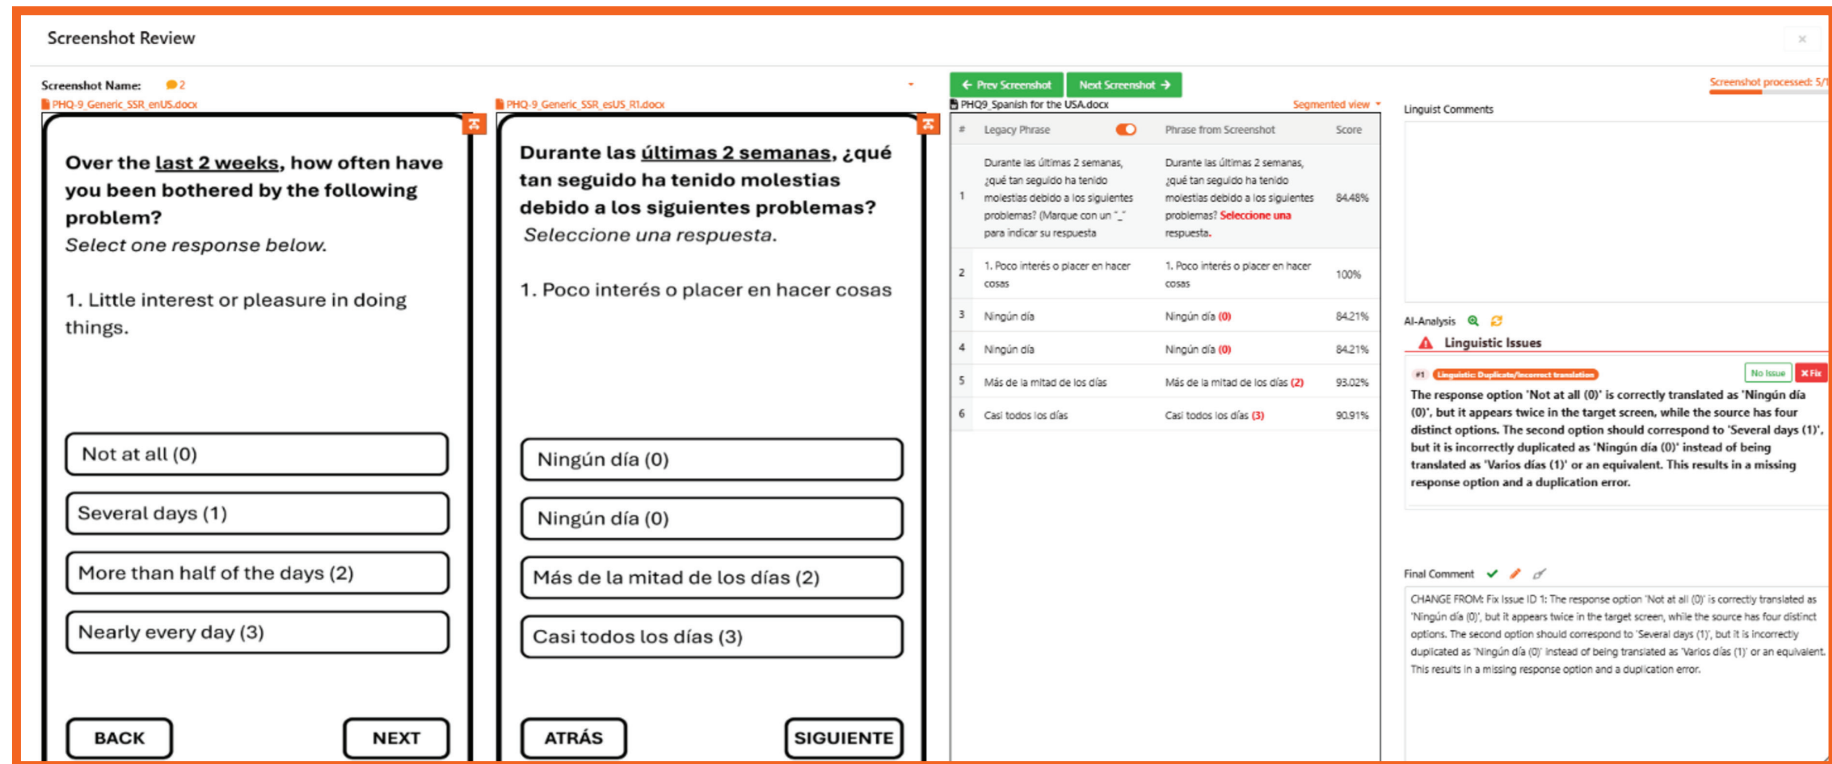 Screenshot Review
×
Screenshot Name:
2
PHQ-9_Generic_SSR_enUS.docx
Over the last 2 weeks, how often have
you been bothered by the following
problem?
Select one response below.
1. Little interest or pleasure in doing
things.
Not at all (0)
Several days (1)
More than half of the days (2)
Nearly every day (3)
BACK
NEXT
PHQ-9_Generic_SSR_esUS_R1.docx
Durante las últimas 2 semanas, ¿qué
tan seguido ha tenido molestias
debido a los siguientes problemas?
Seleccione una respuesta.
1. Poco interés o placer en hacer cosas
Ningún día (0)
Ningún día (0)
Más de la mitad de los días (2)
Casi todos los días (3)
ATRÁS
SIGUIENTE
← Prev Screenshot
Next Screenshot →
PHQ9_Spanish for the USA.docx
Segmented view
# Legacy Phrase Phrase from Screenshot Score
1
Durante las últimas 2 semanas,
¿qué tan seguido ha tenido
molestias debido a los siguientes
problemas? (Marque con un "_"
para indicar su respuesta
Durante las últimas 2 semanas,
¿qué tan seguido ha tenido
molestias debido a los siguientes
problemas? Seleccione una
respuesta.
84.48%
2
1. Poco interés o placer en hacer
cosas
1. Poco interés o placer en hacer
cosas
100%
3 Ningún día Ningún día (0) 84.21%
4 Ningún día Ningún día (0) 84.21%
5 Más de la mitad de los días Más de la mitad de los días (2) 93.02%
6 Casi todos los días Casi todos los días (3) 90.91%
Screenshot processed: 5/1
Linguist Comments
AI-Analysis
Linguistic Issues
#1 Linguistic: Duplicate/Incorrect translation
No Issue
× Fix
The response option 'Not at all (0)' is correctly translated as 'Ningún día
(0)', but it appears twice in the target screen, while the source has four
distinct options. The second option should correspond to 'Several days (1)',
but it is incorrectly duplicated as 'Ningún día (0)' instead of being
translated as 'Varios días (1)' or an equivalent. This results in a missing
response option and a duplication error.
Final Comment
CHANGE FROM: Fix Issue ID 1: The response option 'Not at all (0)' is correctly translated as
'Ningún día (0)', but it appears twice in the target screen, while the source has four distinct
options. The second option should correspond to 'Several days (1)', but it is incorrectly
duplicated as 'Ningún día (0)' instead of being translated as 'Varios días (1)' or an equivalent.
This results in a missing response option and a duplication error.